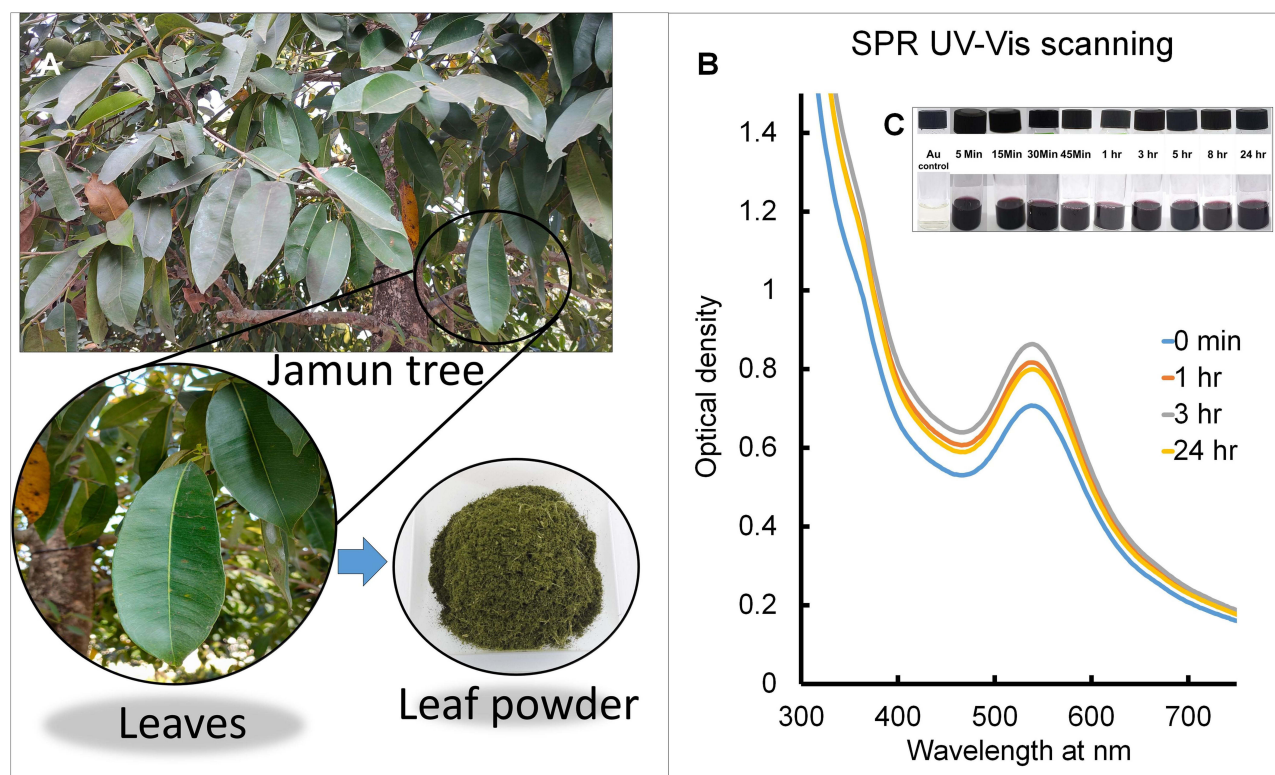 A
Jamun tree
Leaves
Leaf powder
B
SPR UV-Vis scanning
C
Au control
5 Min
15Min
30Min
45Min
1 hr
3 hr
5 hr
8 hr
24 hr
0 min
1 hr
3 hr
24 hr
Optical density
1.4
1.2
1
0.8
0.6
0.4
0.2
0
300
400
500
600
700
Wavelength at nm